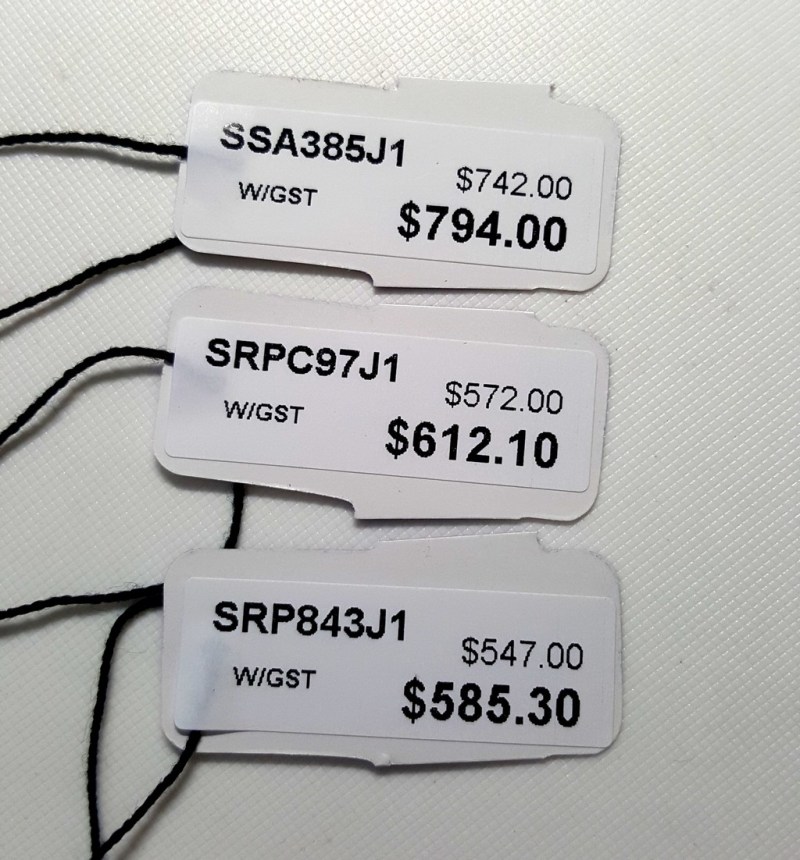 SSA385J1
$742.00
W/GST
$794.00
SRPC97J1
$572.00
W/GST
$612.10
SRP843J1
$547.00
W/GST
$585.30